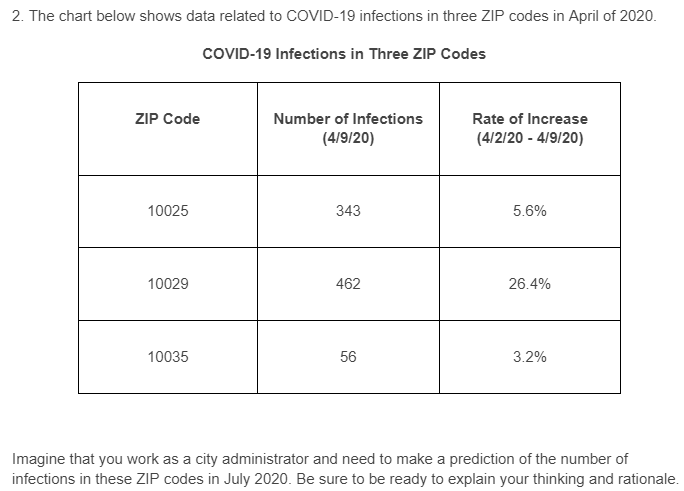 2. The chart below shows data related to COVID-19 infections in three ZIP codes in April of 2020.
COVID-19 Infections in Three ZIP Codes
ZIP Code Number of Infections Rate of Increase
(4/9/20) (4/2/20 - 4/9/20)
10025 343 5.6%
10029 462 26.4%
10035 56 3.2%
Imagine that you work as a city administrator and need to make a prediction of the number of
infections in these ZIP codes in July 2020. Be sure to be ready to explain your thinking and rationale.